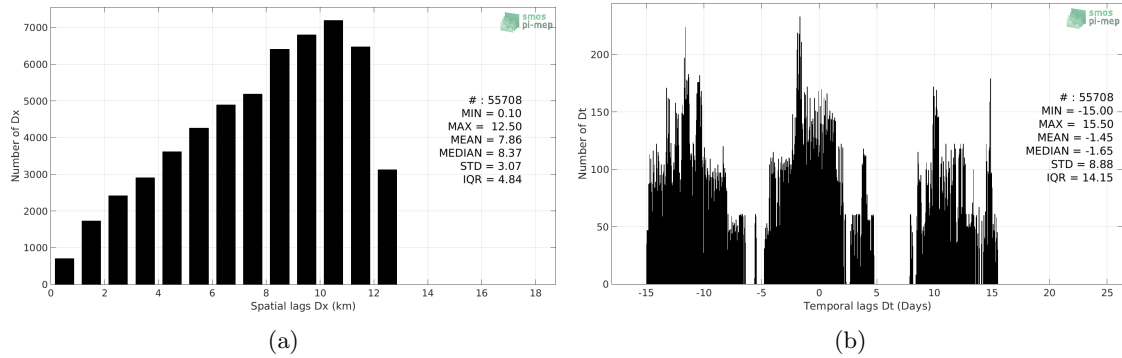 7000
6000
5000
4000
3000
2000
1000
0
Number of Dx
0 2 4 6 8 10 12 14 16 18
Spatial lags Dx (km)
smos
pi-mep
# : 55708
MIN = 0.10
MAX = 12.50
MEAN = 7.86
MEDIAN = 8.37
STD = 3.07
IQR = 4.84
(a)
200
150
100
50
0
Number of Dt
-15 -10 -5 0 5 10 15 20 25
Temporal lags Dt (Days)
smos
pi-mep
# : 55708
MIN = -15.00
MAX = 15.50
MEAN = -1.45
MEDIAN = -1.65
STD = 8.88
IQR = 14.15
(b)